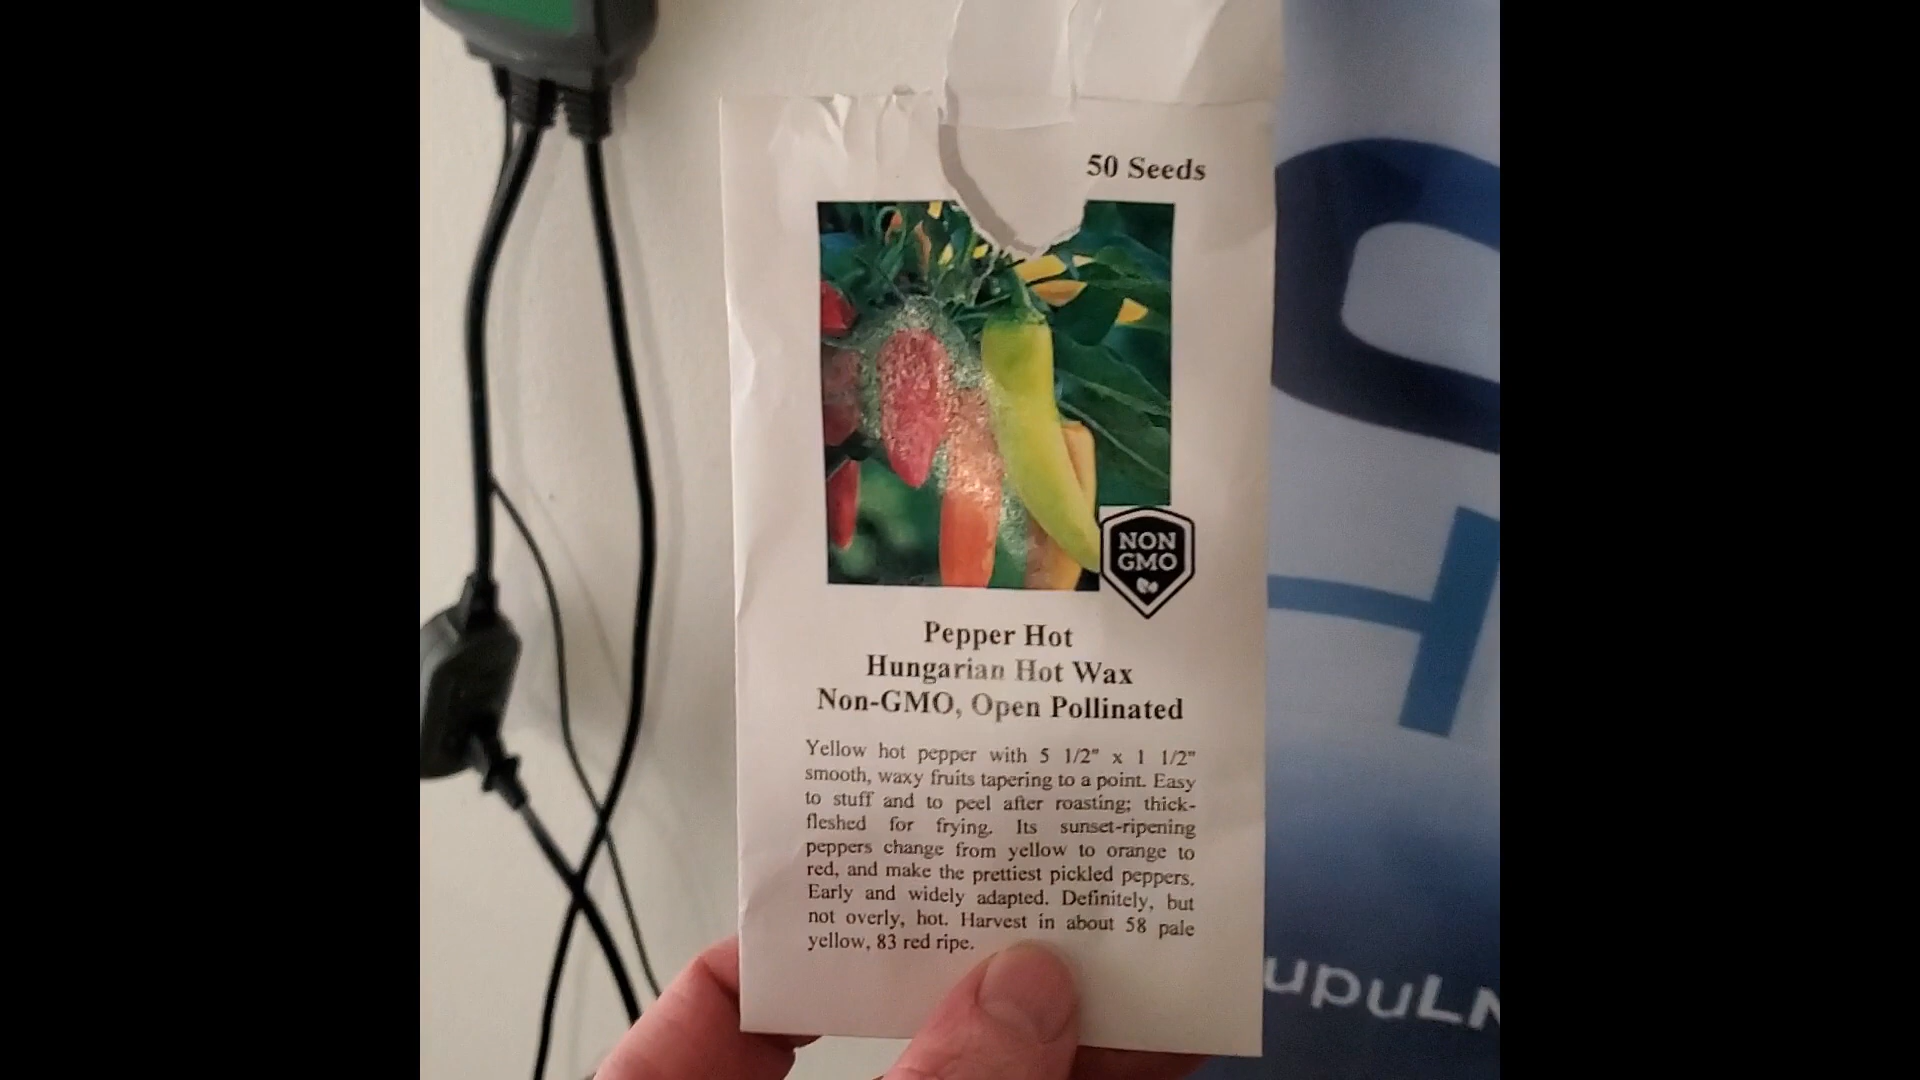 50 Seeds
NON
GMO
Pepper Hot
Hungarian Hot Wax
Non-GMO, Open Pollinated
Yellow hot pepper with 5 1/2" x 1 1/2"
smooth, waxy fruits tapering to a point. Easy
to stuff and to peel after roasting; thick-
fleshed for frying. Its sunset-ripening
peppers change from yellow to orange to
red, and make the prettiest pickled peppers.
Early and widely adapted. Definitely, but
not overly, hot. Harvest in about 58 pale
yellow, 83 red ripe.